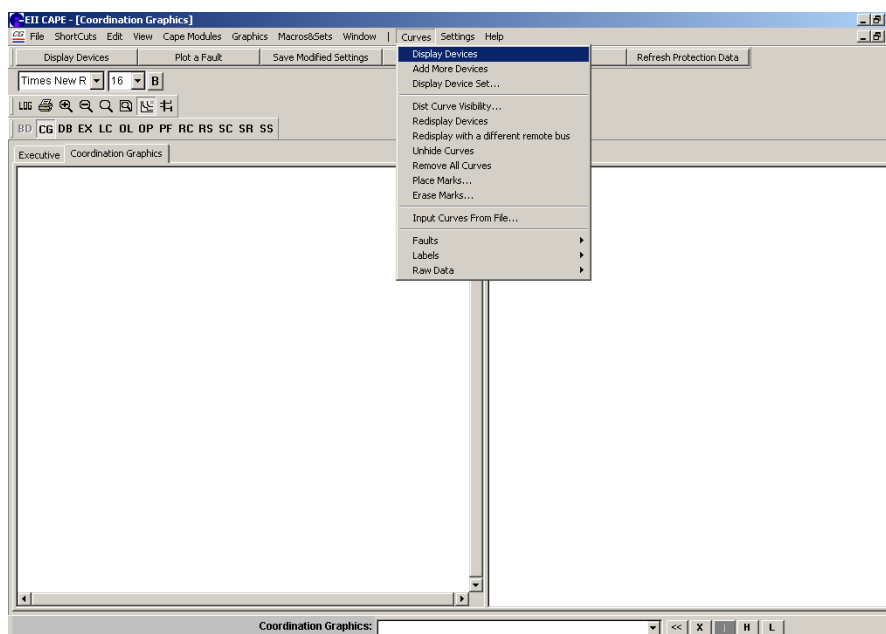 EII CAPE - [Coordination Graphics]
CG File ShortCuts Edit View Cape Modules Graphics Macros&Sets Window | Curves Settings Help
Display Devices Plot a Fault Save Modified Settings Refresh Protection Data
Times New R 16 B
LOG
BD CG DB EX LC OL OP PF RC RS SC SR SS
Executive Coordination Graphics
Display Devices
Add More Devices
Display Device Set...
Dist Curve Visibility...
Redisplay Devices
Redisplay with a different remote bus
Unhide Curves
Remove All Curves
Place Marks...
Erase Marks...
Input Curves From File...
Faults
Labels
Raw Data
Coordination Graphics: << X H L